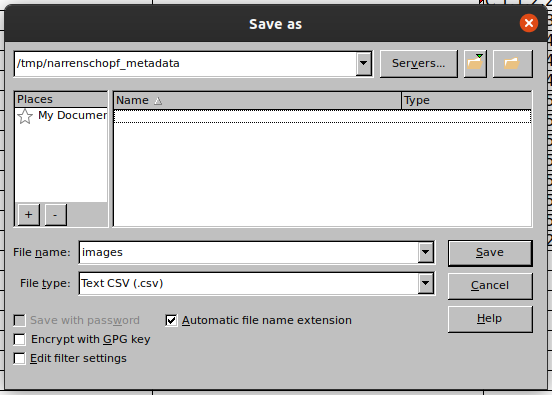 Save as
/tmp/narrenschopf_metadata
Servers...
Places
Name
Type
My Documen
+
-
File name:
images
Save
File type:
Text CSV (.csv)
Cancel
Save with password
Automatic file name extension
Help
Encrypt with GPG key
Edit filter settings